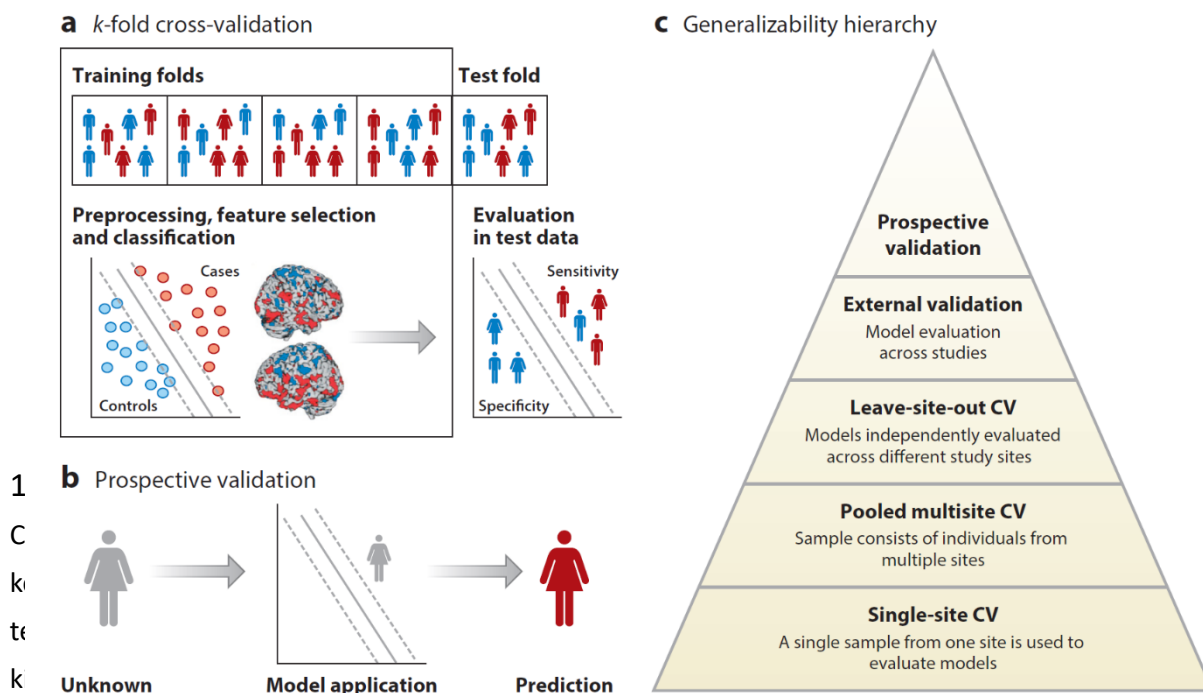 a k-fold cross-validation
Training folds
Test fold
Preprocessing, feature selection
and classification
Cases
Controls
Evaluation
in test data
Sensitivity
Specificity
b Prospective validation
Unknown
Model application
Prediction
c Generalizability hierarchy
Prospective
validation
External validation
Model evaluation
across studies
Leave-site-out CV
Models independently evaluated
across different study sites
Pooled multisite CV
Sample consists of individuals from
multiple sites
Single-site CV
A single sample from one site is used to
evaluate models
1